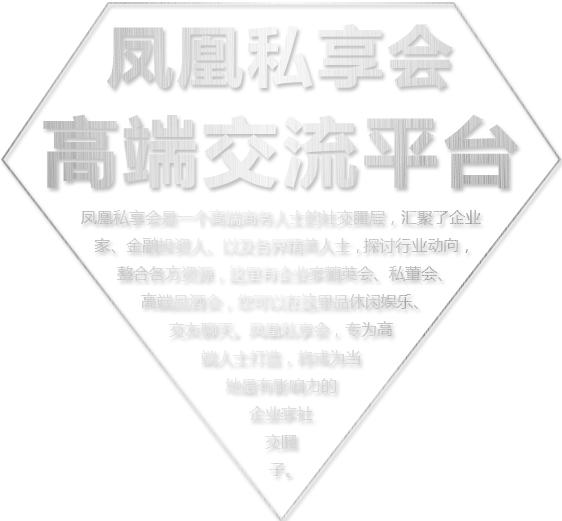 凤凰私享会
高端交流平台
凤凰私享会是一个高端商务人士的社交圈层，汇聚了企业
家、金融投资人、以及各界精英人士，探讨行业动向，
整合各方资源，这里有企业家精英会、私董会、
高端品酒会，您可以在这里品休闲娱乐、
交友聊天。凤凰私享会，专为高
端人士打造，将成为当
地最有影响力的
企业家社
交圈
子。